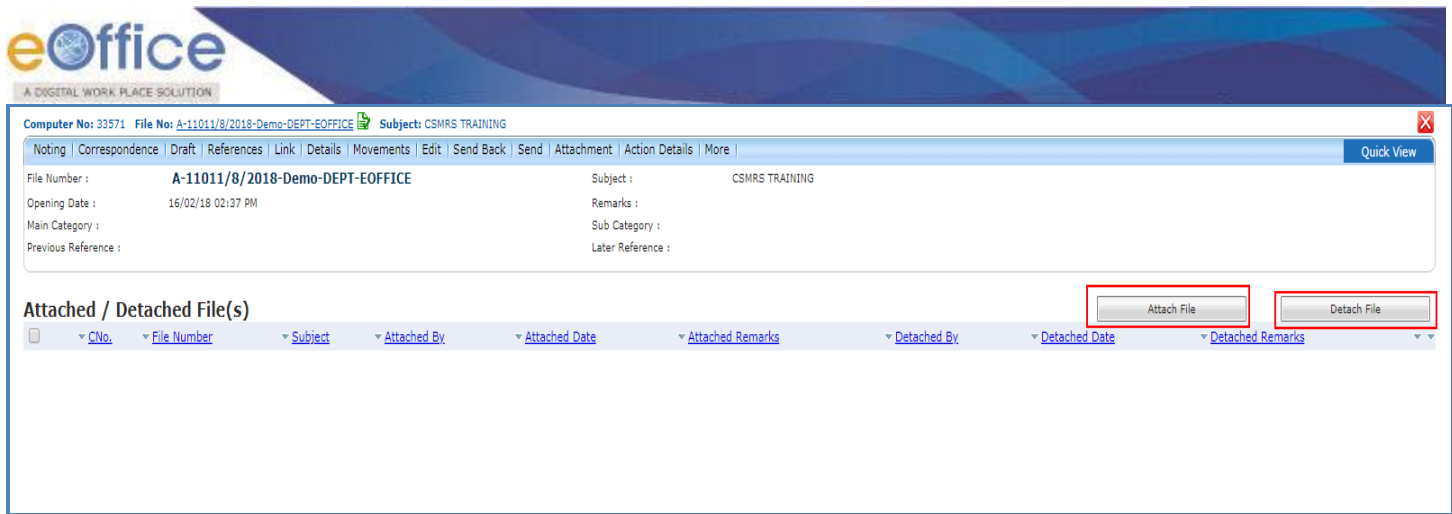 eOffice
A DIGITAL WORK PLACE SOLUTION
Computer No: 33571 File No: A-11011/8/2018-Demo-DEPT-EOFFICE Subject: CSMRS TRAINING
Noting | Correspondence | Draft | References | Link | Details | Movements | Edit | Send Back | Send | Attachment | Action Details | More |
Quick View
File Number : A-11011/8/2018-Demo-DEPT-EOFFICE Subject : CSMRS TRAINING
Opening Date : 16/02/18 02:37 PM Remarks :
Main Category : Sub Category :
Previous Reference : Later Reference :
Attached / Detached File(s) Attach File Detach File
CNo. File Number Subject Attached By Attached Date Attached Remarks Detached By Detached Date Detached Remarks